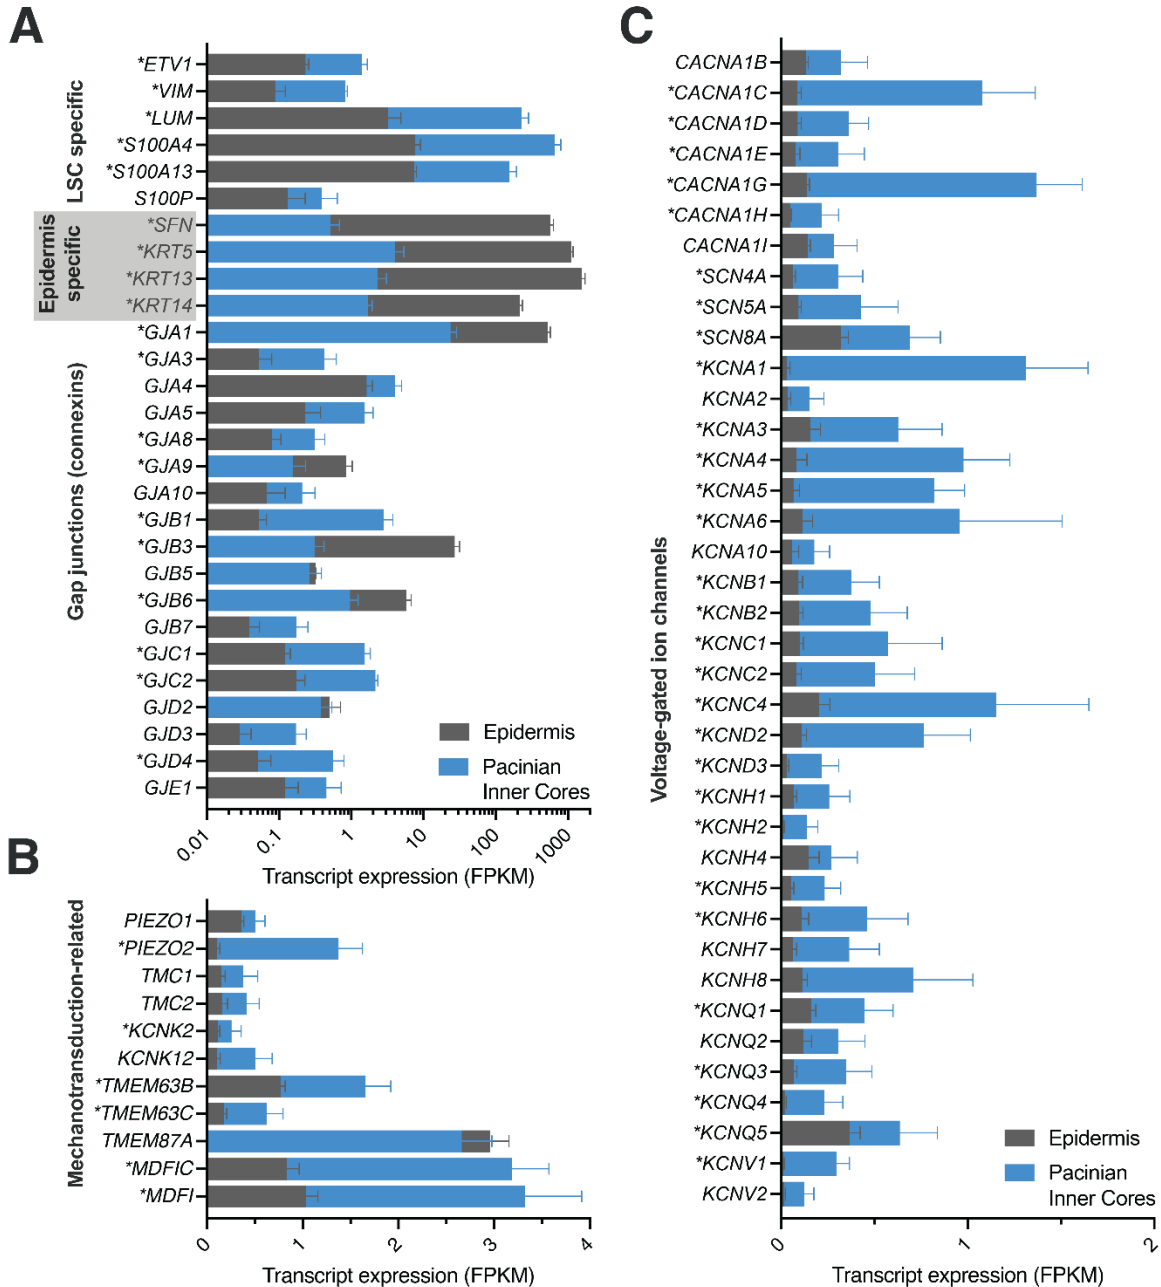 A
LSC specific
*ETV1
*VIM
*LUM
*S100A4
*S100A13
S100P
Epidermis
specific
*SFN
*KRT5
*KRT13
*KRT14
Gap junctions (connexins)
*GJA1
*GJA3
GJA4
GJA5
*GJA8
*GJA9
GJA10
*GJB1
*GJB3
GJB5
*GJB6
GJB7
*GJC1
*GJC2
GJD2
GJD3
*GJD4
GJE1
Epidermis
Pacinian
Inner Cores
0.01
0.1
1
10
100
1000
Transcript expression (FPKM)
B
Mechanotransduction-related
PIEZO1
*PIEZO2
TMC1
TMC2
*KCNK2
KCNK12
*TMEM63B
*TMEM63C
TMEM87A
*MDFIC
*MDFI
0
1
2
3
4
Transcript expression (FPKM)
C
Voltage-gated ion channels
CACNA1B
*CACNA1C
*CACNA1D
*CACNA1E
*CACNA1G
*CACNA1H
CACNA1I
*SCN4A
*SCN5A
*SCN8A
*KCNA1
KCNA2
*KCNA3
*KCNA4
*KCNA5
*KCNA6
KCNA10
*KCNB1
*KCNB2
*KCNC1
*KCNC2
*KCNC4
*KCND2
*KCND3
*KCNH1
*KCNH2
KCNH4
*KCNH5
*KCNH6
KCNH7
KCNH8
*KCNQ1
KCNQ2
*KCNQ3
*KCNQ4
*KCNQ5
*KCNV1
KCNV2
Epidermis
Pacinian
Inner Cores
0
1
2
Transcript expression (FPKM)